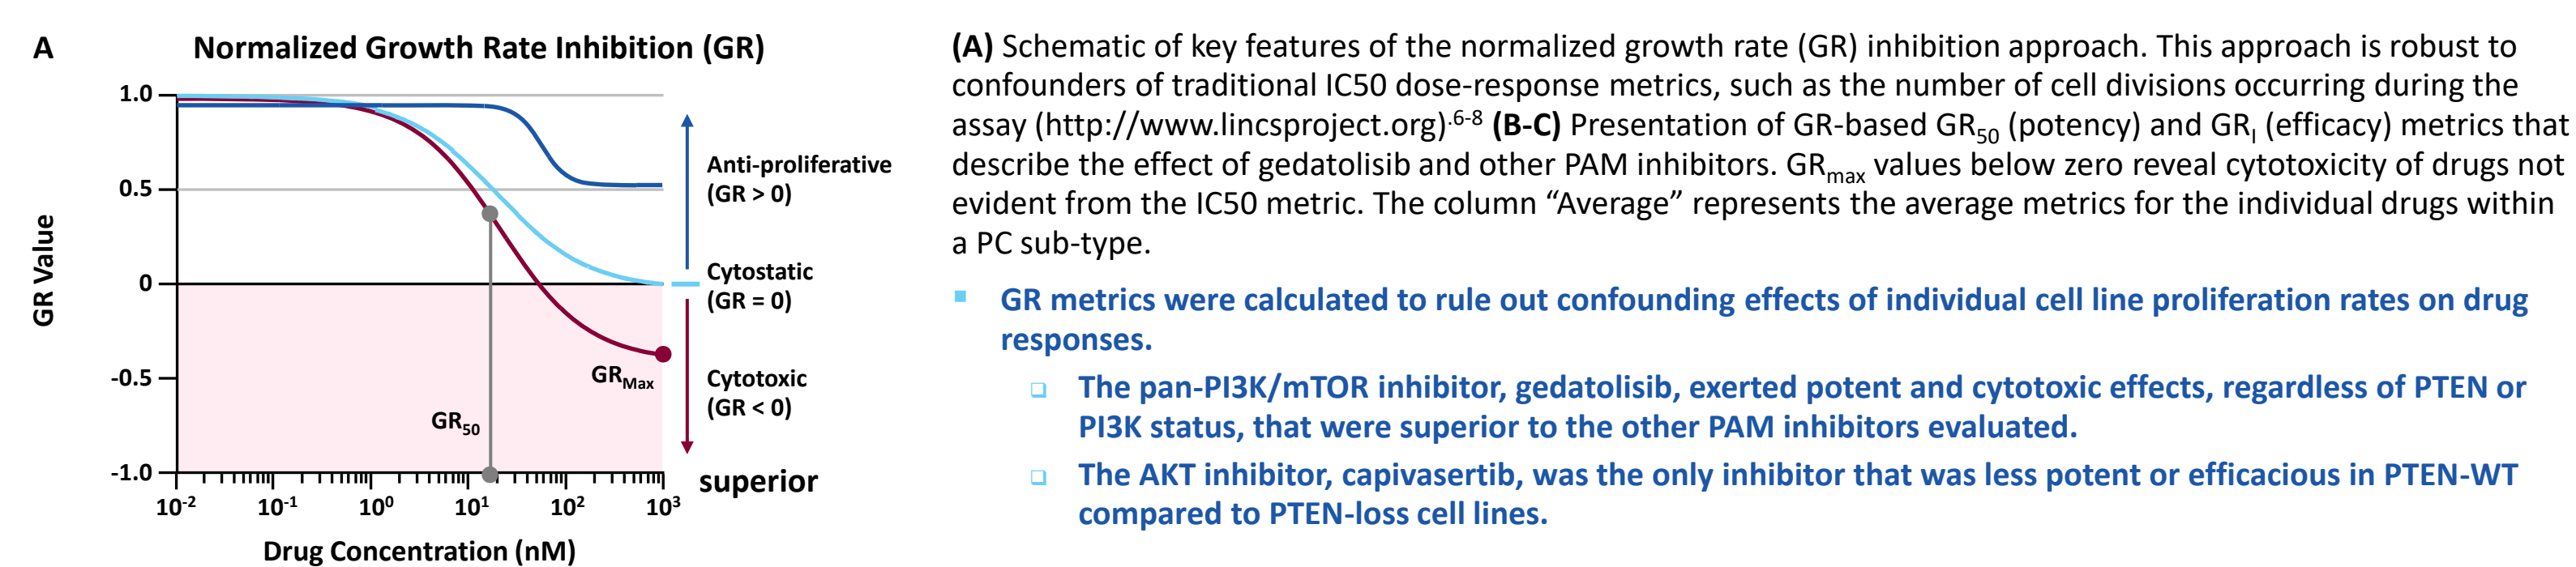 A
Normalized Growth Rate Inhibition (GR)
GR Value
1.0
0.5
0
-0.5
-1.0
Anti-proliferative
(GR > 0)
Cytostatic
(GR = 0)
Cytotoxic
(GR < 0)
superior
GRMax
GR50
10-2
10-1
100
101
102
103
Drug Concentration (nM)
(A) Schematic of key features of the normalized growth rate (GR) inhibition approach. This approach is robust to
confounders of traditional IC50 dose-response metrics, such as the number of cell divisions occurring during the
assay (http://www.lincsproject.org).6-8 (B-C) Presentation of GR-based GR50 (potency) and GRI (efficacy) metrics that
describe the effect of gedatolisib and other PAM inhibitors. GRmax values below zero reveal cytotoxicity of drugs not
evident from the IC50 metric. The column “Average” represents the average metrics for the individual drugs within
a PC sub-type.
GR metrics were calculated to rule out confounding effects of individual cell line proliferation rates on drug
responses.
The pan-PI3K/mTOR inhibitor, gedatolisib, exerted potent and cytotoxic effects, regardless of PTEN or
PI3K status, that were superior to the other PAM inhibitors evaluated.
The AKT inhibitor, capivasertib, was the only inhibitor that was less potent or efficacious in PTEN-WT
compared to PTEN-loss cell lines.